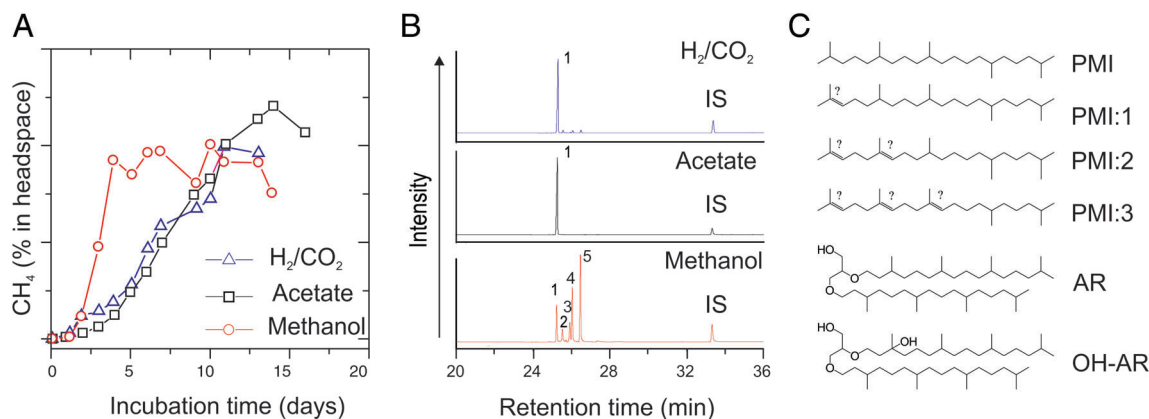 A
CH₄ (% in headspace)
H₂/CO₂
Acetate
Methanol
0
5
10
15
20
Incubation time (days)
B
Intensity
1
H₂/CO₂
IS
1
Acetate
IS
Methanol
1
2
3
4
5
IS
20
24
28
32
36
Retention time (min)
C
PMI
?
PMI:1
? ?
PMI:2
? ? ?
PMI:3
HO
O
O
AR
HO
OH
O
O
OH-AR